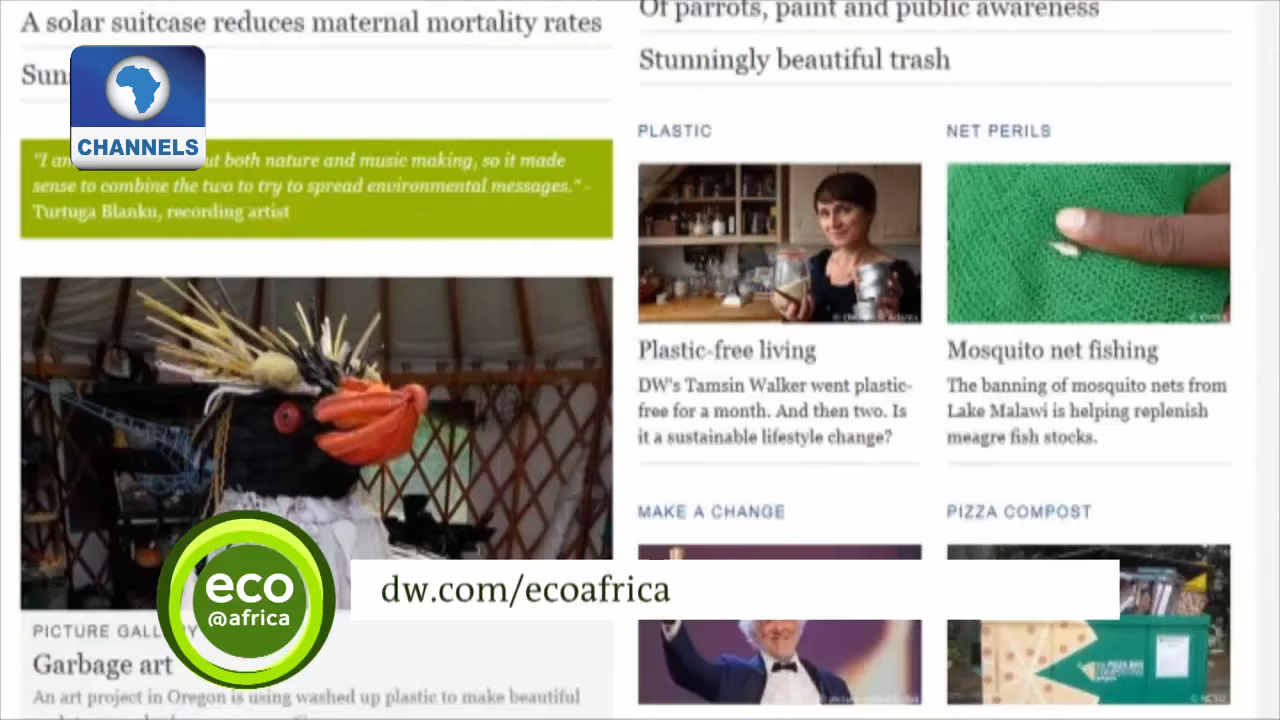 A solar suitcase reduces maternal mortality rates
CHANNELS
both nature and music making, so it made
sense to combine the two to try to spread environmental messages." -
Turtuga Blanku, recording artist
PICTURE
Garbage art
An art project in Oregon is using washed up plastic to make beautiful
Of parrots, paint and public awareness
Stunningly beautiful trash
PLASTIC
Plastic-free living
DW's Tamsin Walker went plastic-
free for a month. And then two. Is
it a sustainable lifestyle change?
NET PERILS
Mosquito net fishing
The banning of mosquito nets from
Lake Malawi is helping replenish
meagre fish stocks.
MAKE A CHANGE
PIZZA COMPOST
eco
@africa
dw.com/ecoafrica